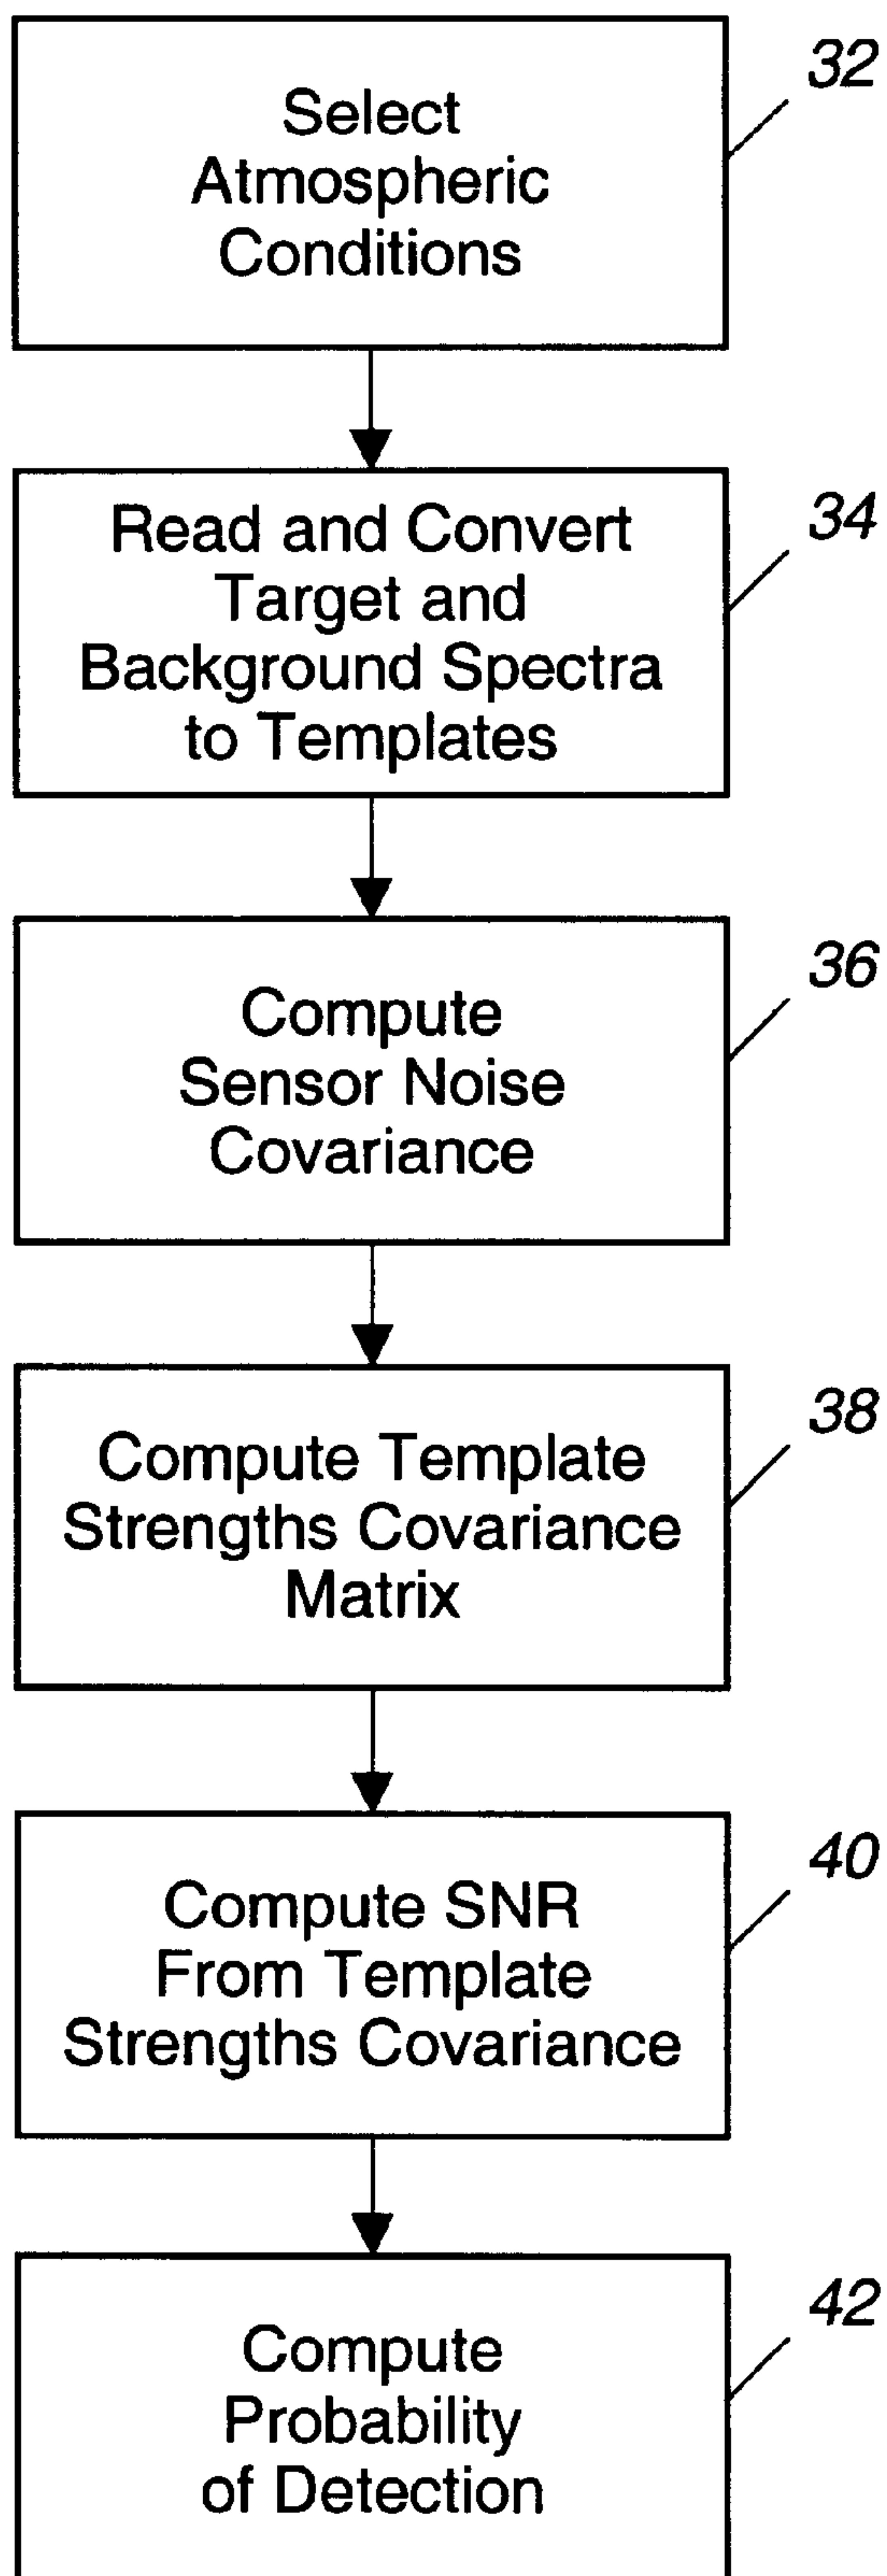 Select
Atmospheric
Conditions
32
Read and Convert
Target and
Background Spectra
to Templates
34
Compute
Sensor Noise
Covariance
36
Compute Template
Strengths Covariance
Matrix
38
Compute SNR
From Template
Strengths Covariance
40
Compute
Probability
of Detection
42